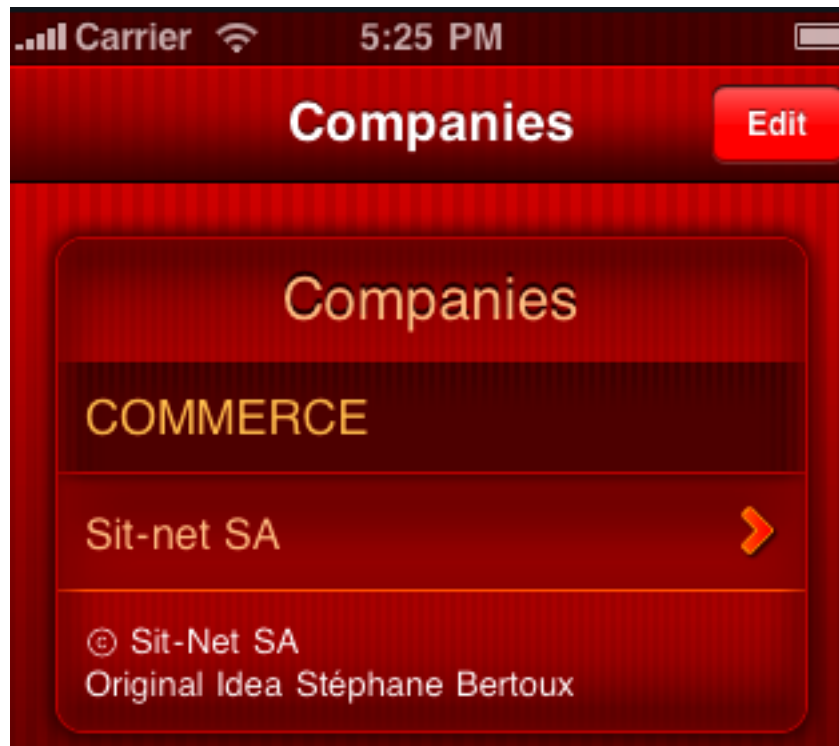 Carrier 5:25 PM
Companies Edit
Companies
COMMERCE
Sit-net SA
© Sit-Net SA
Original Idea Stéphane Bertoux